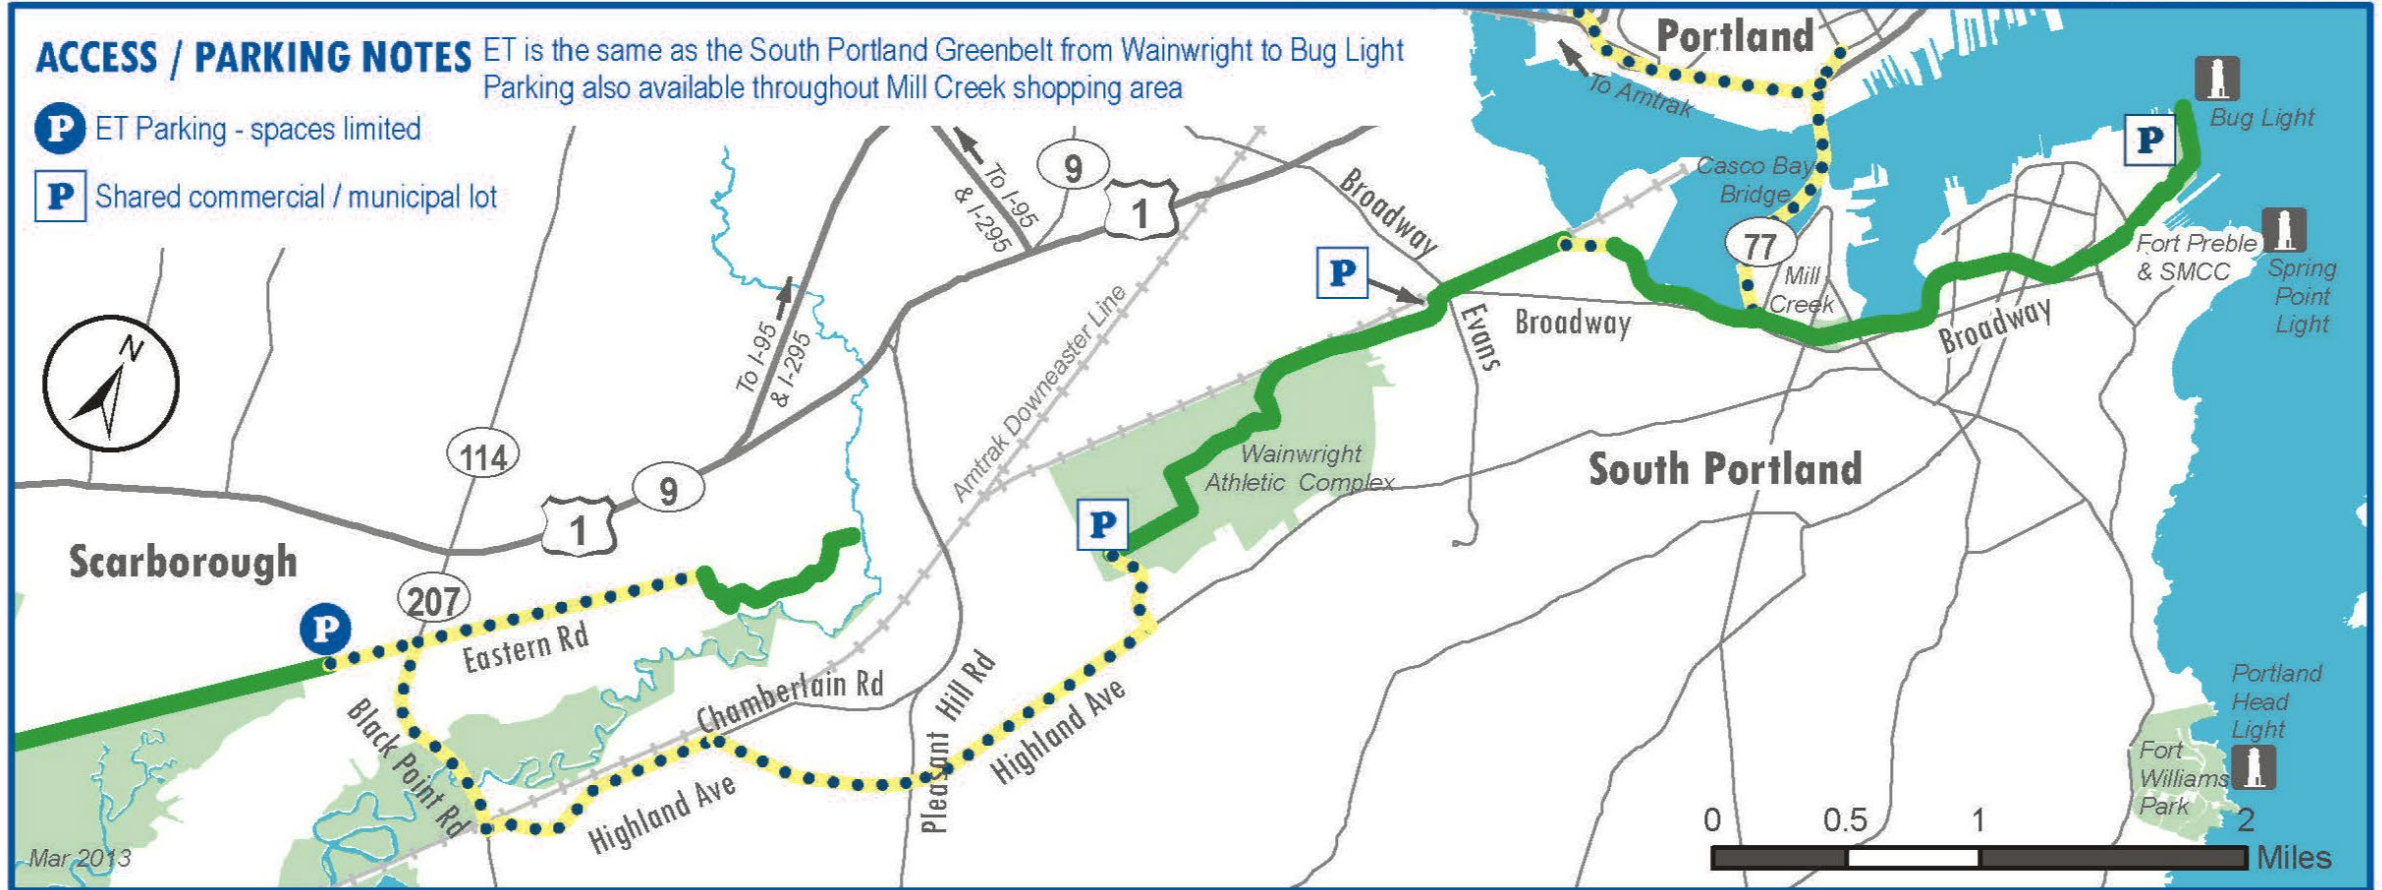 ACCESS / PARKING NOTES
ET is the same as the South Portland Greenbelt from Wainwright to Bug Light
Parking also available throughout Mill Creek shopping area
P ET Parking - spaces limited
P Shared commercial / municipal lot
Portland
To Amtrak
Bug Light
P
Casco Bay
Bridge
77
Mill
Creek
Fort Preble
& SMCC
Spring
Point
Light
9
1
To I-95
& I-295
Broadway
P
Evans
Broadway
Broadway
N
To I-95
& I-295
Amtrak Downeaster Line
114
9
1
Wainwright
Athletic Complex
South Portland
P
Scarborough
207
P
Eastern Rd
Black Point Rd
Chamberlain Rd
Pleasant Hill Rd
Highland Ave
Highland Ave
Portland
Head
Light
Fort
Williams
Park
0 0.5 1 2
Miles
Mar 2013